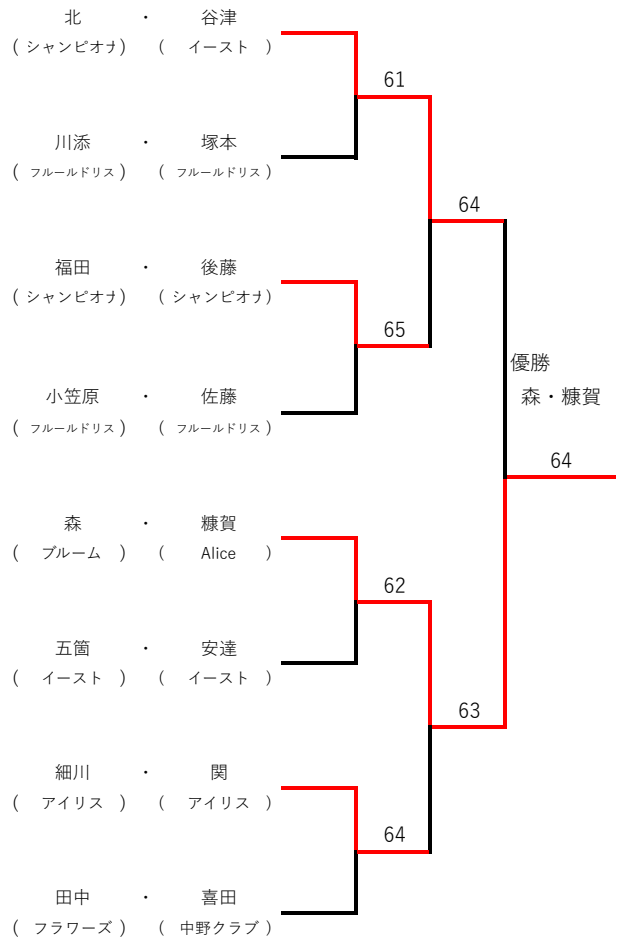 北 ・ 谷津
( シャンピオナ ) ( イースト )
61
川添 ・ 塚本
( フルールドリス ) ( フルールドリス )
64
福田 ・ 後藤
( シャンピオナ ) ( シャンピオナ )
65
優勝
森・糠賀
小笠原 ・ 佐藤
( フルールドリス ) ( フルールドリス )
64
森 ・ 糠賀
( ブルーム ) ( Alice )
62
五箇 ・ 安達
( イースト ) ( イースト )
63
細川 ・ 関
( アイリス ) ( アイリス )
64
田中 ・ 喜田
( フラワーズ ) ( 中野クラブ )